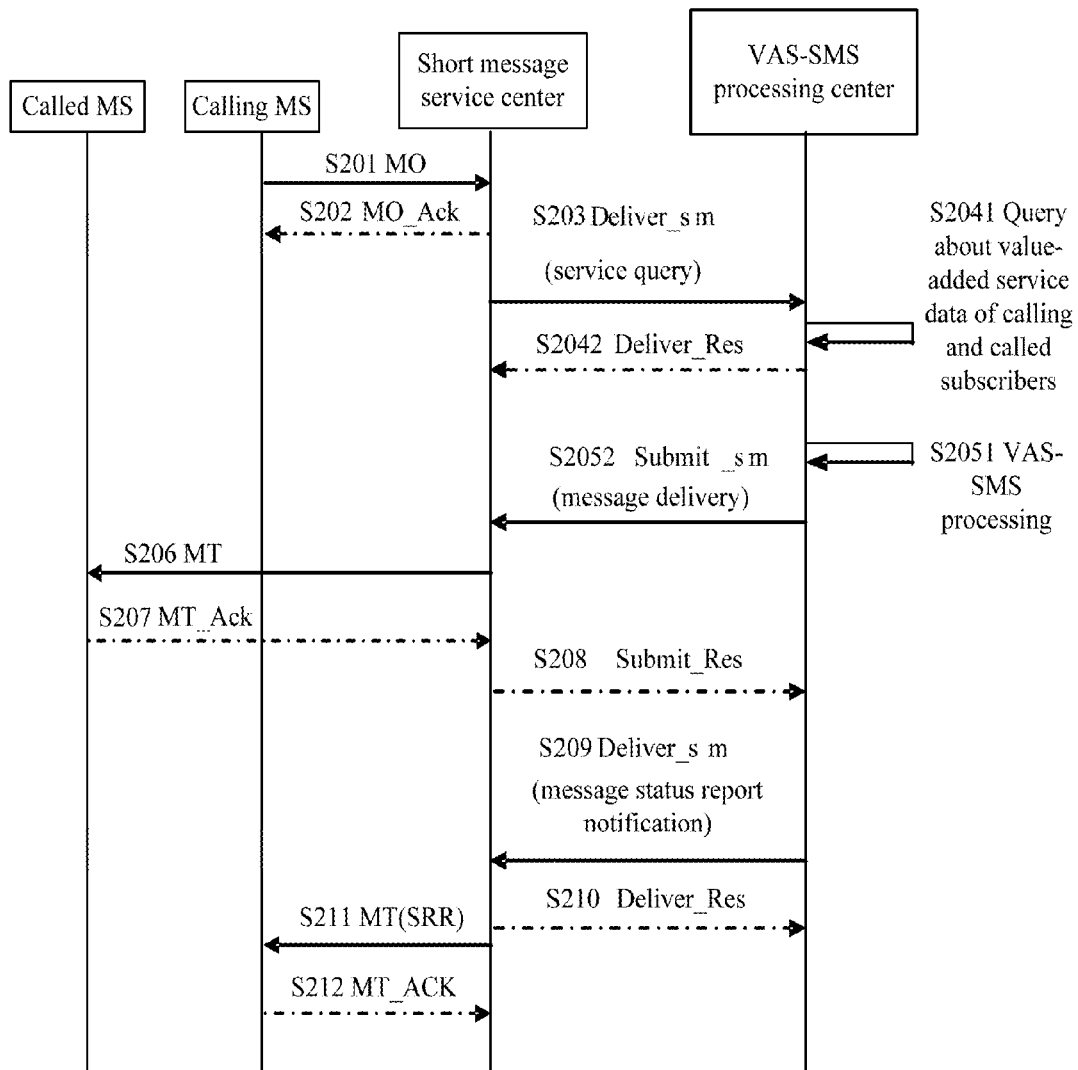 Called MS
Calling MS
Short message
service center
VAS-SMS
processing center
S201 MO
S202 MO_Ack
S203 Deliver_s m
(service query)
S2041 Query
about value-
added service
data of calling
and called
subscribers
S2042 Deliver_Res
S2051 VAS-
SMS
processing
S2052 Submit _s m
(message delivery)
S206 MT
S207 MT_Ack
S208 Submit_Res
S209 Deliver_s m
(message status report
notification)
S210 Deliver_Res
S211 MT(SRR)
S212 MT_ACK